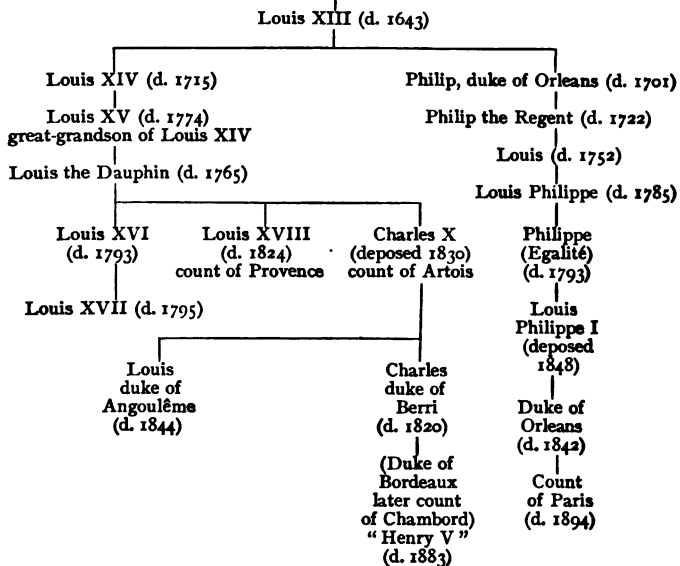 Louis XIII (d. 1643)
Louis XIV (d. 1715)
Philip, duke of Orleans (d. 1701)
Louis XV (d. 1774)
great-grandson of Louis XIV
Philip the Regent (d. 1722)
Louis (d. 1752)
Louis the Dauphin (d. 1765)
Louis Philippe (d. 1785)
Louis XVI
(d. 1793)
Louis XVIII
(d. 1824)
count of Provence
Charles X
(deposed 1830)
count of Artois
Philippe
(Egalité)
(d. 1793)
Louis XVII (d. 1795)
Louis
Philippe I
(deposed
1848)
Louis
duke of
Angoulême
(d. 1844)
Charles
duke of
Berri
(d. 1820)
Duke of
Orleans
(d. 1842)
(Duke of
Bordeaux
later count
of Chambord)
“ Henry V ”
(d. 1883)
Count
of Paris
(d. 1894)